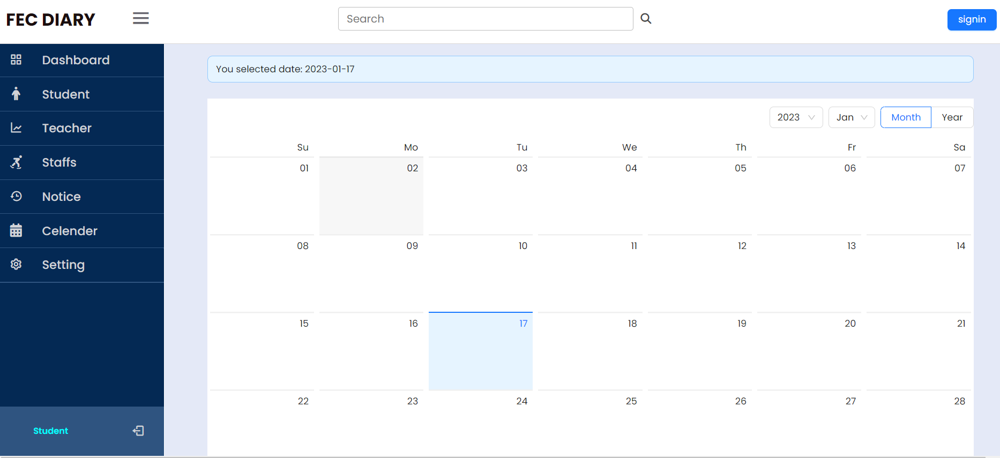 FEC DIARY
Search
signin
Dashboard
Student
Teacher
Staffs
Notice
Celender
Setting
Student
You selected date: 2023-01-17
2023 Jan Month Year
Su Mo Tu We Th Fr Sa
01 02 03 04 05 06 07
08 09 10 11 12 13 14
15 16 17 18 19 20 21
22 23 24 25 26 27 28